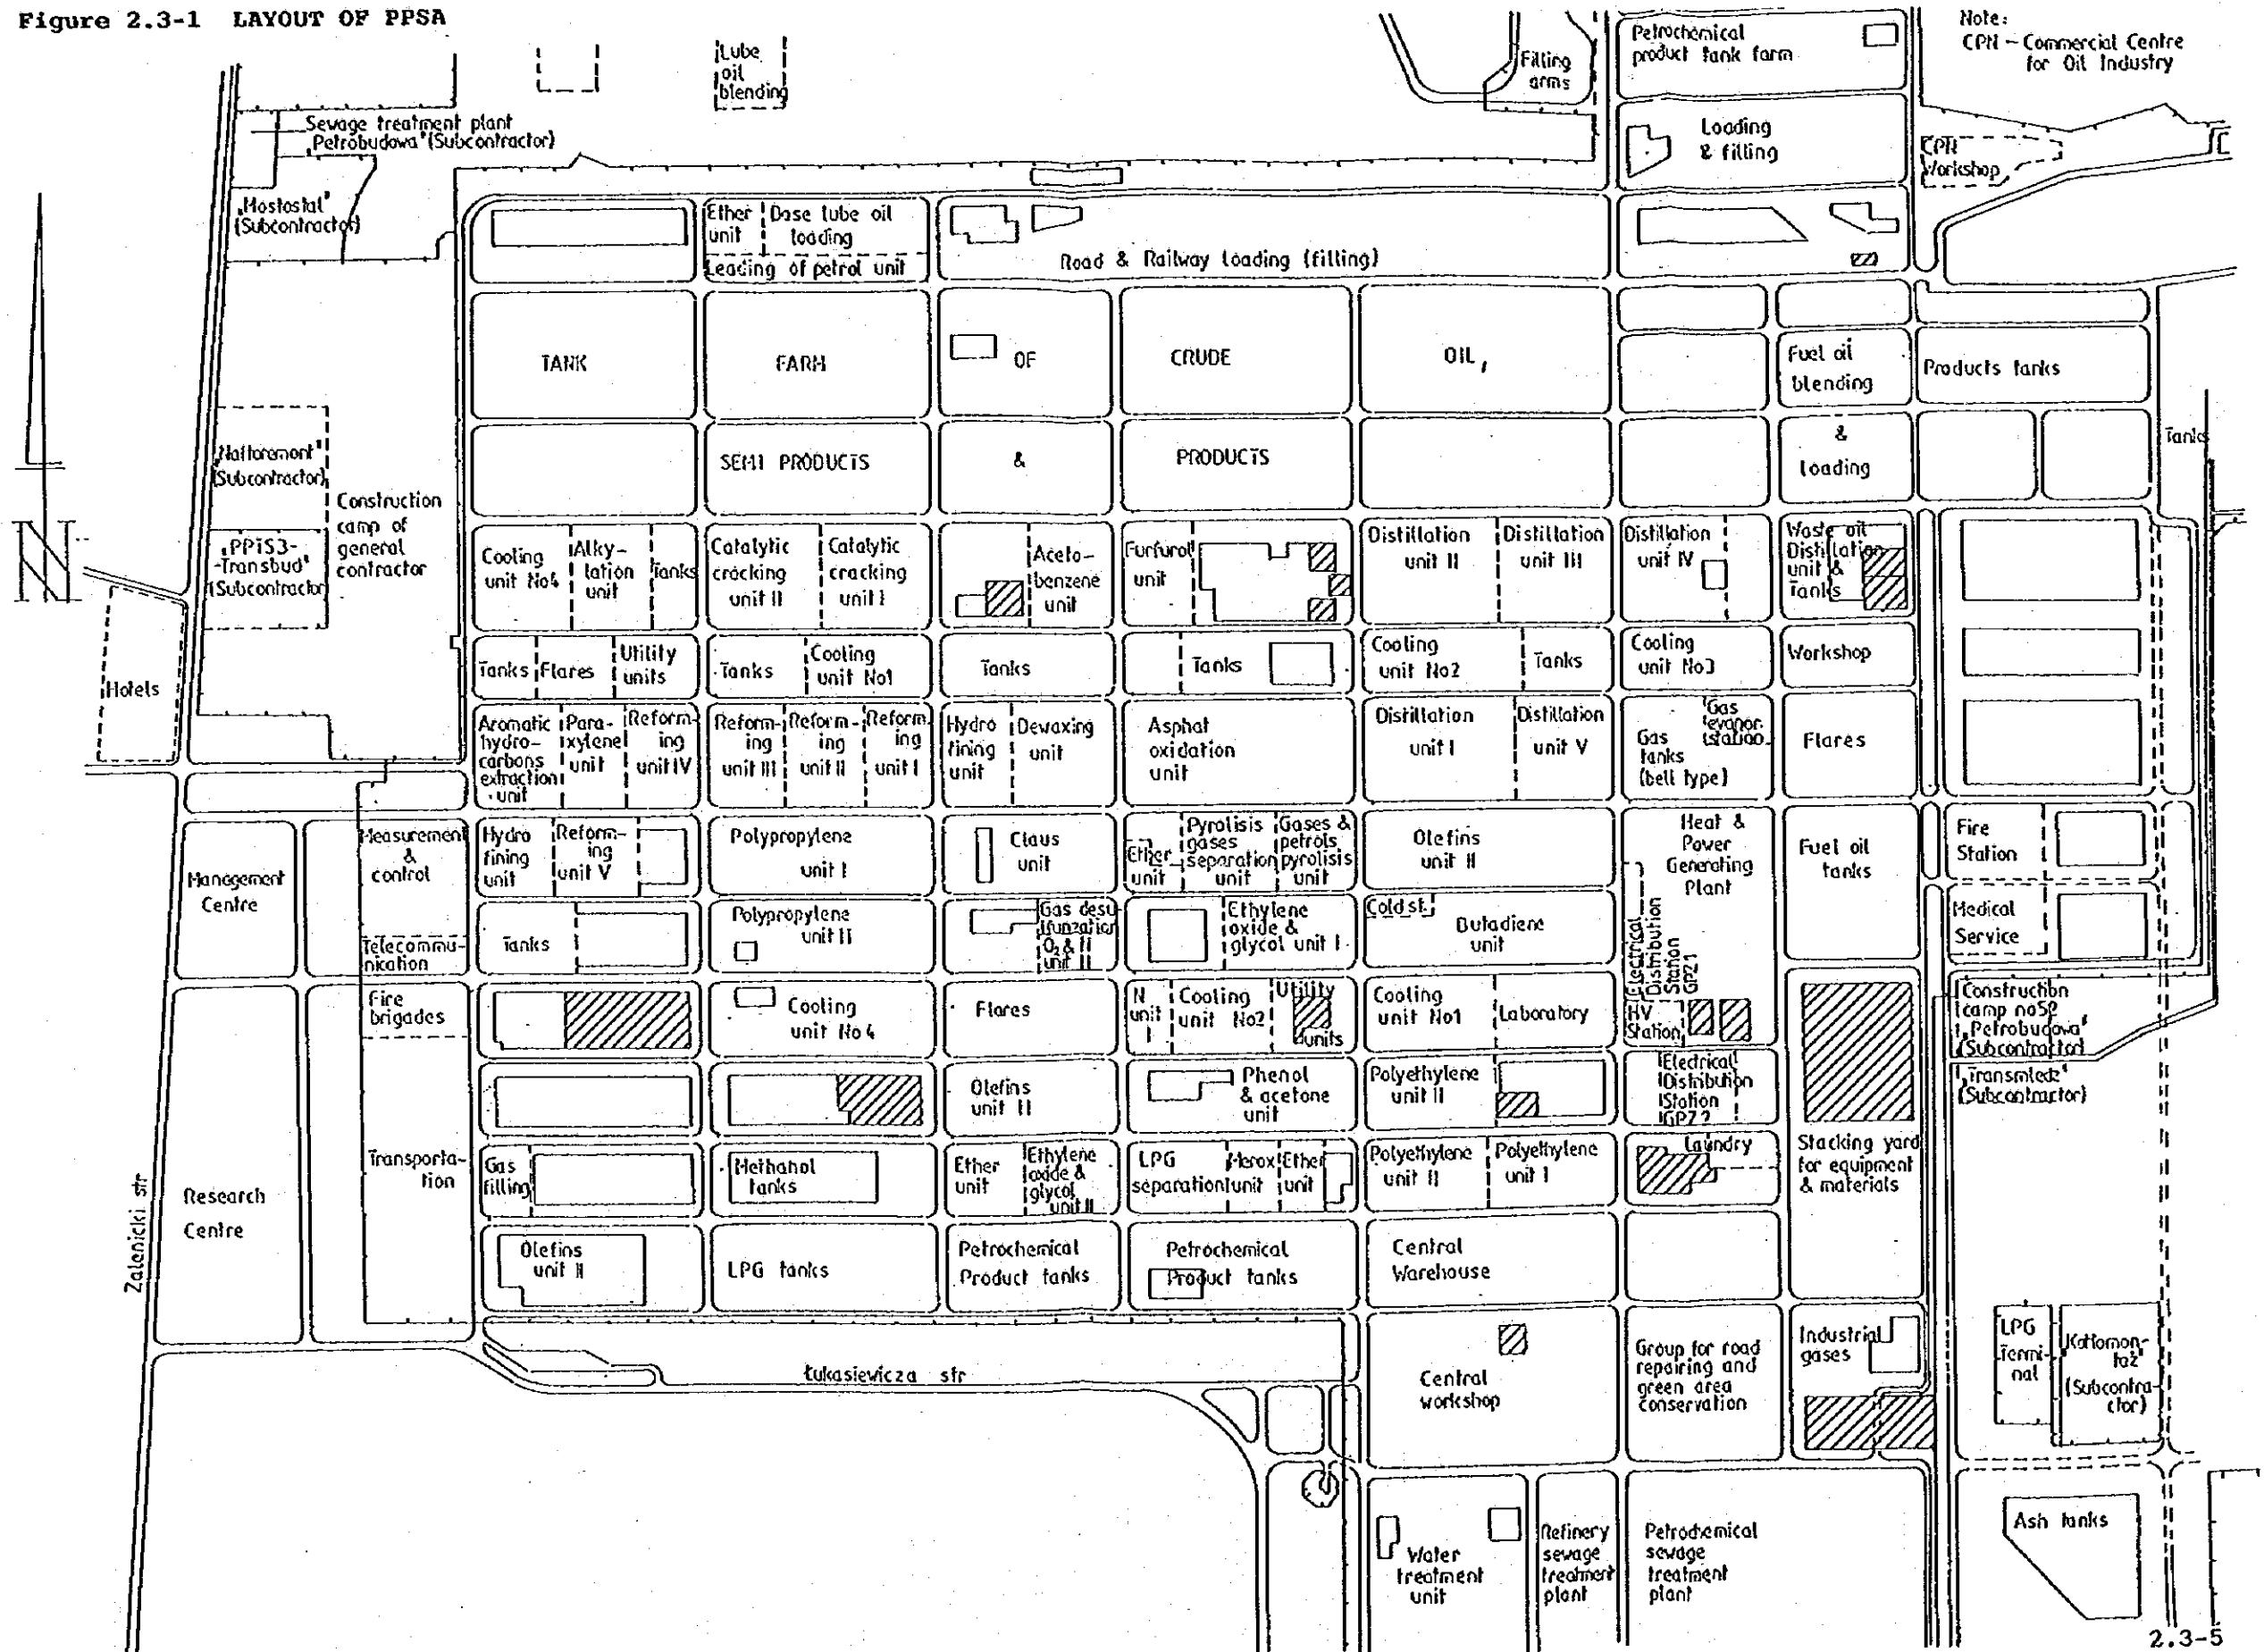 Figure 2.3-1 LAYOUT OF PPSA
Note:
CPN - Commercial Centre
for Oil Industry
Lube
oil
blending
Filling
arms
Petrochemical
product tank farm
Sewage treatment plant
"Petrobudowa" (Subcontractor)
Loading
& filling
CPN
Workshop
"Mostostal"
(Subcontractor)
Ether
unit
Base lube oil
loading
Leading of petrol unit
Road & Railway loading (filling)
TANK
FARM
OF
CRUDE
OIL,
Fuel oil
blending
Products tanks
SEMI PRODUCTS
&
PRODUCTS
&
loading
Tanks
"Naftoremont"
(Subcontractor)
Construction
camp of
general
contractor
"PPiS3-
-Transbud"
(Subcontractor
Cooling
unit No4
Alky-
lation
unit
Tanks
Catalytic
cracking
unit II
Catalytic
cracking
unit I
Aceto-
benzene
unit
Furfurol
unit
Distillation
unit II
Distillation
unit III
Distillation
unit IV
Waste oil
Distillation
unit &
Tanks
Hotels
Tanks
Flares
Utility
units
Tanks
Cooling
unit No1
Tanks
Tanks
Cooling
unit No2
Tanks
Cooling
unit No3
Workshop
Aromatic
hydro-
carbons
extraction
unit
Para-
xylene
unit
Reform-
ing
unit IV
Reform-
ing
unit III
Reform-
ing
unit II
Reform-
ing
unit I
Hydro
fining
unit
Dewaxing
unit
Asphat
oxidation
unit
Distillation
unit I
Distillation
unit V
Gas
tanks
(bell type)
Gas
evapor.
station
Flares
Management
Centre
Measurement
&
control
Hydro
fining
unit
Reform-
ing
unit V
Polypropylene
unit I
Claus
unit
Ether
unit
Pyrolisis
gases
separation
unit
Gases &
petrols
pyrolisis
unit
Olefins
unit II
Heat &
Power
Generating
Plant
Fuel oil
tanks
Fire
Station
Telecommu-
nication
Tanks
Polypropylene
unit II
Gas desu-
unit II
Ethylene
oxide &
glycol unit I
Cold st.
Butadiene
unit
Electrical
Distribution
Station
GPZ1
Medical
Service
Fire
brigades
Cooling
unit No4
Flares
N
unit
Cooling
unit No2
Utility
units
Cooling
unit No1
Laboratory
HV
Station
Construction
camp no52
"Petrobudowa"
(Subcontractor)
"Transmlecz"
(Subcontractor)
Olefins
unit II
Phenol
& acetone
unit
Polyethylene
unit II
Electrical
Distribution
Station
GPZ2
Zalenicki str
Research
Centre
Transporta-
tion
Gas
filling
Methanol
tanks
Ether
unit
Ethylene
oxide &
glycol
unit II
LPG
separation
Merox
unit
Ether
unit
Polyethylene
unit II
Polyethylene
unit I
Laundry
Stacking yard
for equipment
& materials
Olefins
unit II
LPG tanks
Petrochemical
Product tanks
Petrochemical
Product tanks
Central
Warehouse
Łukasiewicza str
Central
workshop
Group for road
repairing and
green area
conservation
Industrial
gases
LPG
Termi-
nal
(Subcontra-
ctor)
Water
treatment
unit
Refinery
sewage
treatment
plant
Petrochemical
sewage
treatment
plant
Ash tanks
2.3-5